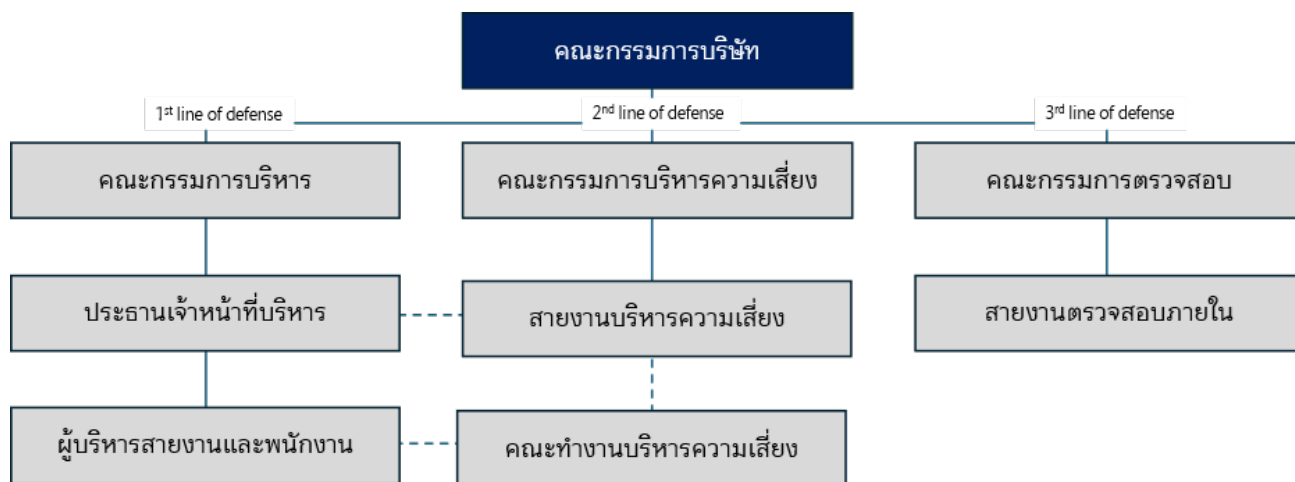 คณะกรรมการบริษัท
1st line of defense
2nd line of defense
3rd line of defense
คณะกรรมการบริหาร
คณะกรรมการบริหารความเสี่ยง
คณะกรรมการตรวจสอบ
ประธานเจ้าหน้าที่บริหาร
สายงานบริหารความเสี่ยง
สายงานตรวจสอบภายใน
ผู้บริหารสายงานและพนักงาน
คณะทำงานบริหารความเสี่ยง